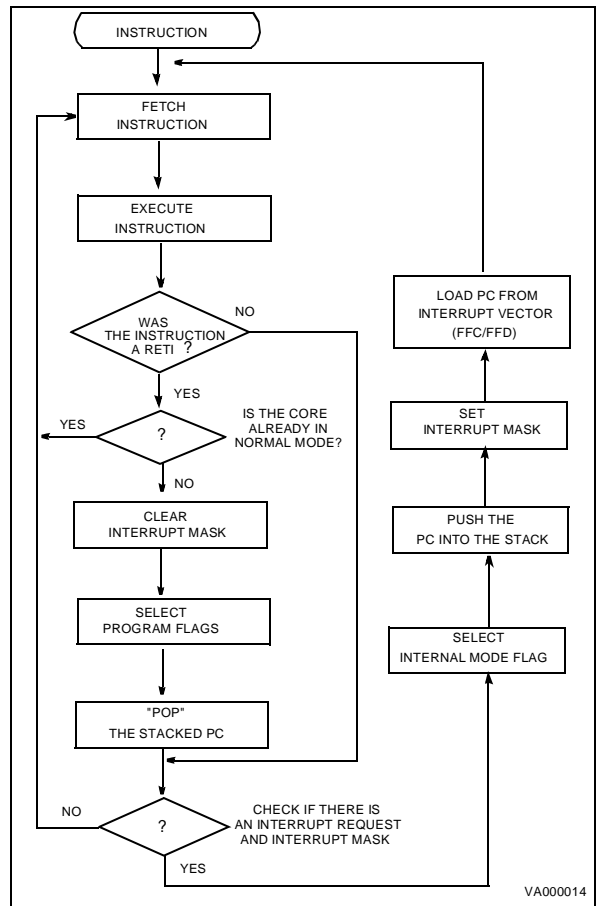 INSTRUCTION
FETCH
INSTRUCTION
EXECUTE
INSTRUCTION
WAS
THE INSTRUCTION
A RETI ?
NO
YES
?
IS THE CORE
ALREADY IN
NORMAL MODE?
YES
NO
CLEAR
INTERRUPT MASK
SELECT
PROGRAM FLAGS
"POP"
THE STACKED PC
?
CHECK IF THERE IS
AN INTERRUPT REQUEST
AND INTERRUPT MASK
NO
YES
SELECT
INTERNAL MODE FLAG
PUSH THE
PC INTO THE STACK
SET
INTERRUPT MASK
LOAD PC FROM
INTERRUPT VECTOR
(FFC/FFD)
VA000014